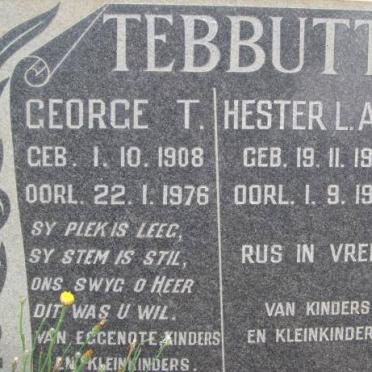 TEBBUTT
GEORGE T.
GEB. 1. 10. 1908
OORL. 22. 1. 1976
SY PLEK IS LEEG,
SY STEM IS STIL,
ONS SWYG O HEER
DIT WAS U WIL.
VAN EGGENOTE, KINDERS
EN KLEINKINDERS.
HESTER L. A
GEB. 19. 11. 19
OORL. 1. 9. 19
RUS IN VRE
VAN KINDERS
EN KLEINKINDER